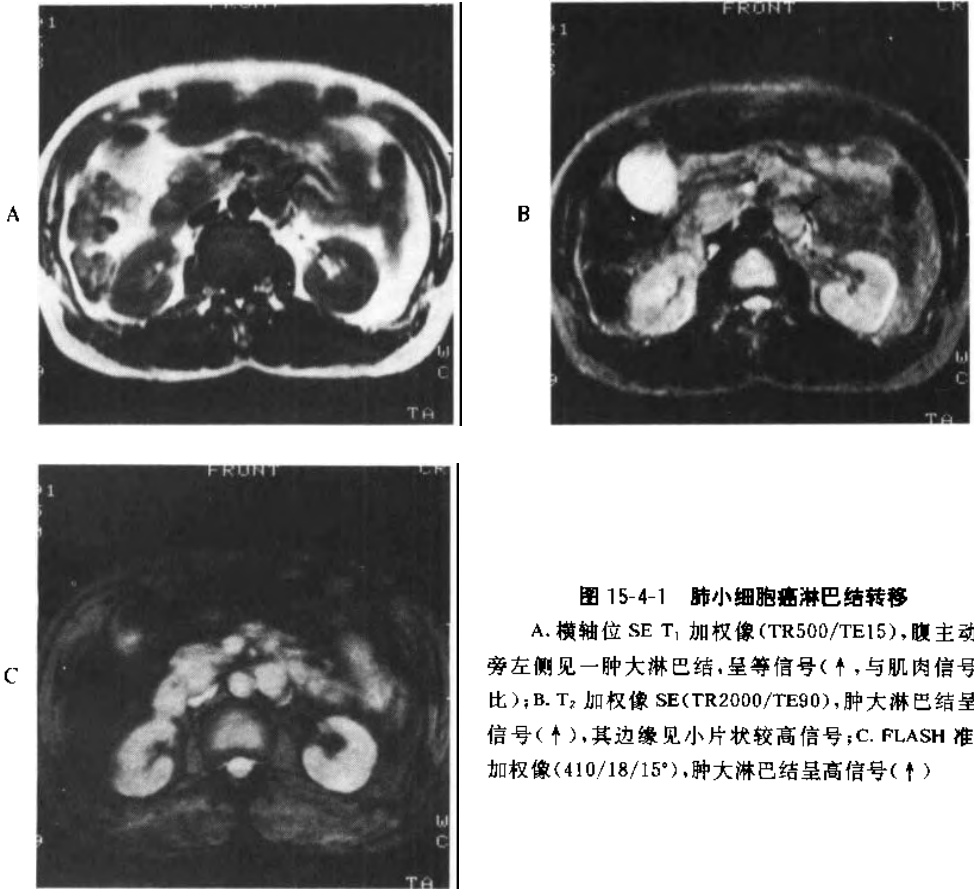 FRONT
A
TA
FRONT
B
TA
FRONT
C
TA
图 15-4-1 肺小细胞癌淋巴结转移
A. 横轴位 SE T₁ 加权像(TR500/TE15),腹主动
旁左侧见一肿大淋巴结,呈等信号(↑,与肌肉信号
比);B. T₂ 加权像 SE(TR2000/TE90),肿大淋巴结呈
信号(↑),其边缘见小片状较高信号;C. FLASH 准
加权像(410/18/15°),肿大淋巴结呈高信号(↑)